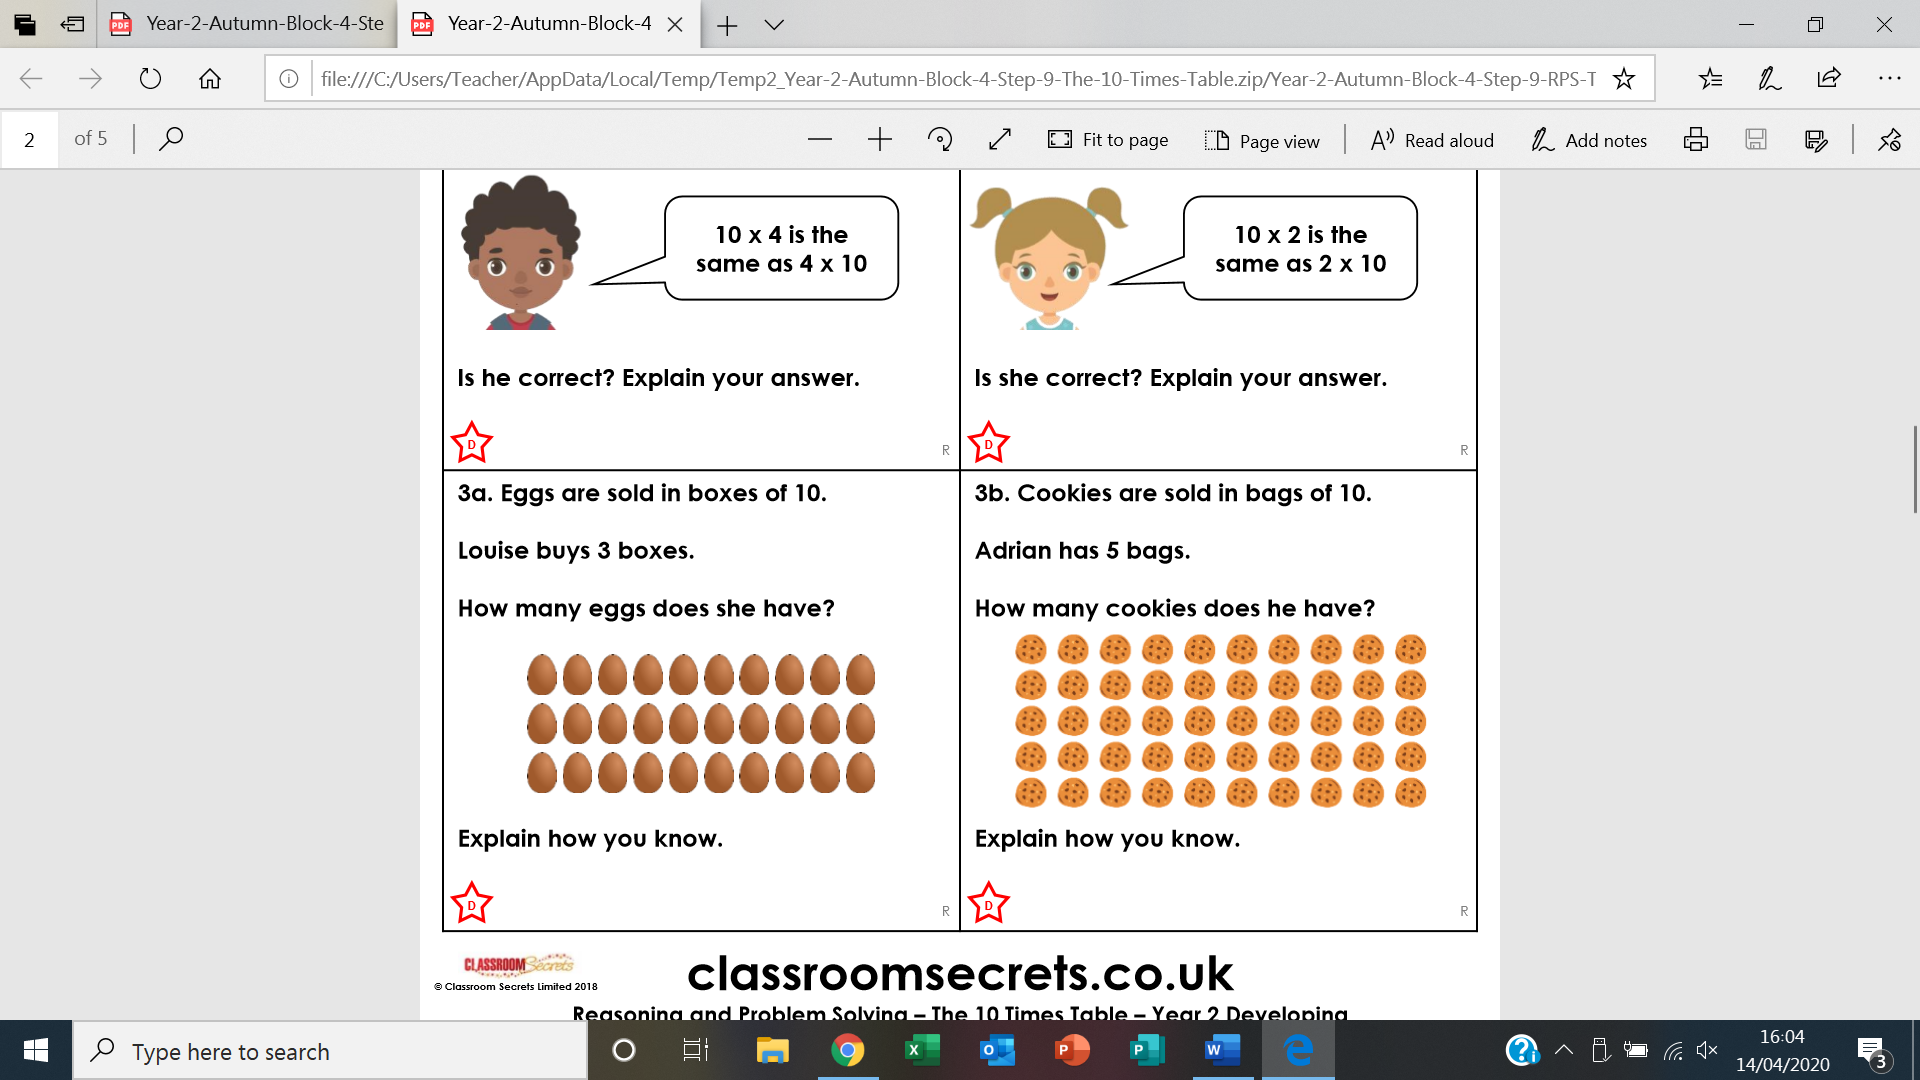 Year-2-Autumn-Block-4-Ste
Year-2-Autumn-Block-4
file:///C:/Users/Teacher/AppData/Local/Temp/Temp2_Year-2-Autumn-Block-4-Step-9-The-10-Times-Table.zip/Year-2-Autumn-Block-4-Step-9-RPS-T
2 of 5
Fit to page
Page view
Read aloud
Add notes
10 x 4 is the
same as 4 x 10
Is he correct? Explain your answer.
D
R
10 x 2 is the
same as 2 x 10
Is she correct? Explain your answer.
D
R
3a. Eggs are sold in boxes of 10.
Louise buys 3 boxes.
How many eggs does she have?
Explain how you know.
D
R
3b. Cookies are sold in bags of 10.
Adrian has 5 bags.
How many cookies does he have?
Explain how you know.
D
R
CLASSROOM Secrets
© Classroom Secrets Limited 2018
classroomsecrets.co.uk
Reasoning and Problem Solving – The 10 Times Table – Year 2 Developing
Type here to search
16:04
14/04/2020
3